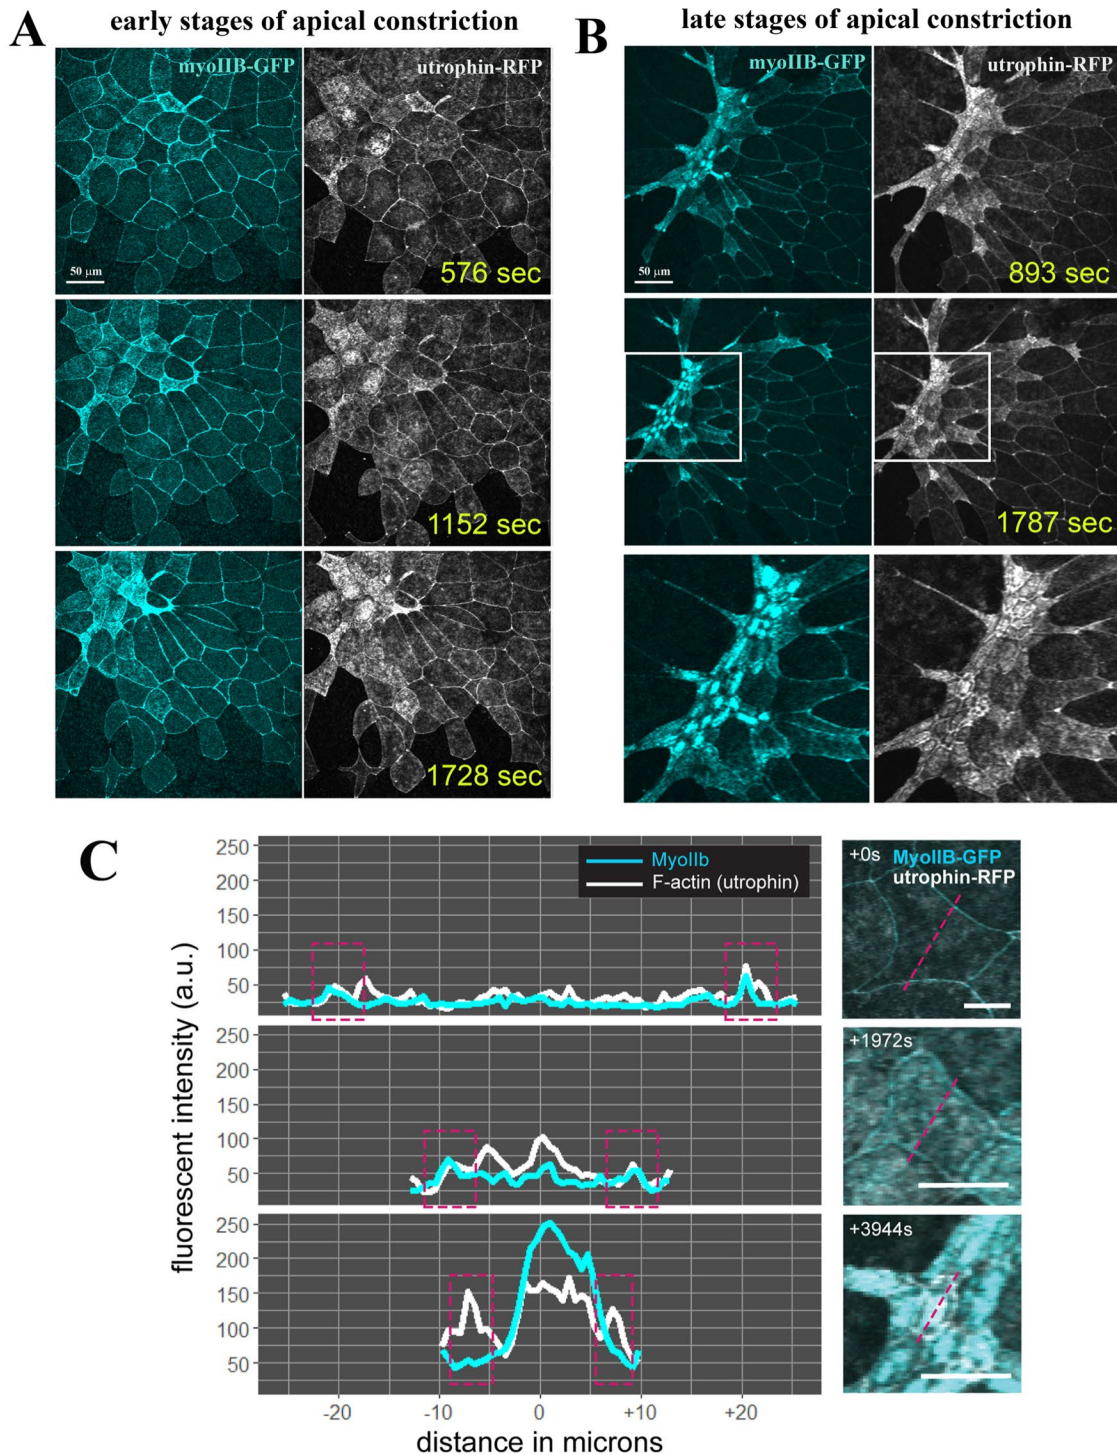 A
early stages of apical constriction
myoIIB-GFP
utrophin-RFP
50 μm
576 sec
1152 sec
1728 sec
B
late stages of apical constriction
myoIIB-GFP
utrophin-RFP
50 μm
893 sec
1787 sec
C
fluorescent intensity (a.u.)
250
200
150
100
50
MyoIIb
F-actin (utrophin)
250
200
150
100
50
250
200
150
100
50
-20
-10
0
+10
+20
distance in microns
+0s
MyoIIB-GFP
utrophin-RFP
+1972s
+3944s